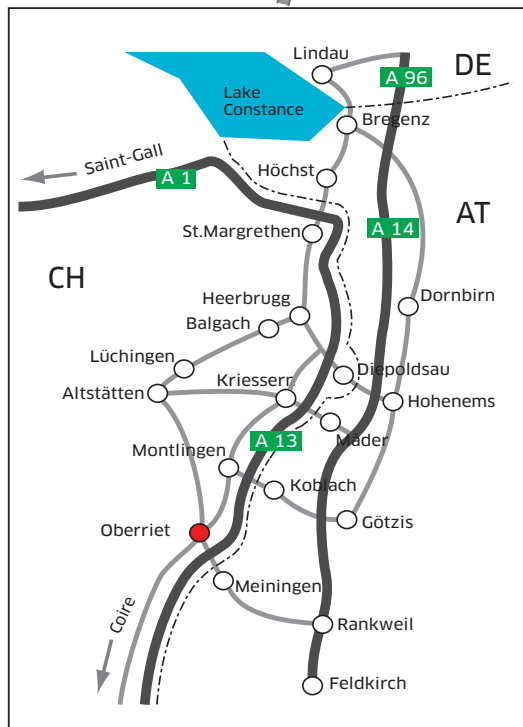 Lindau
DE
A 96
Lake
Constance
Bregenz
Saint-Gall
Höchst
A 1
AT
St.Margrethen
A 14
CH
Heerbrugg
Dornbirn
Balgach
Lüchingen
Diepoldsau
Altstätten
Kriessern
Hohenems
Mäder
A 13
Montlingen
Koblach
Götzis
Oberriet
Meiningen
Coire
Rankweil
Feldkirch